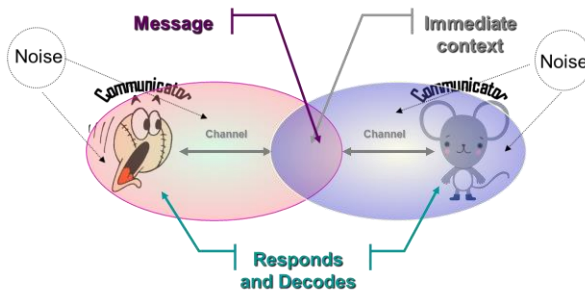 Message
Immediate
context
Noise
Noise
Communicator
Communicator
Channel
Channel
Responds
and Decodes